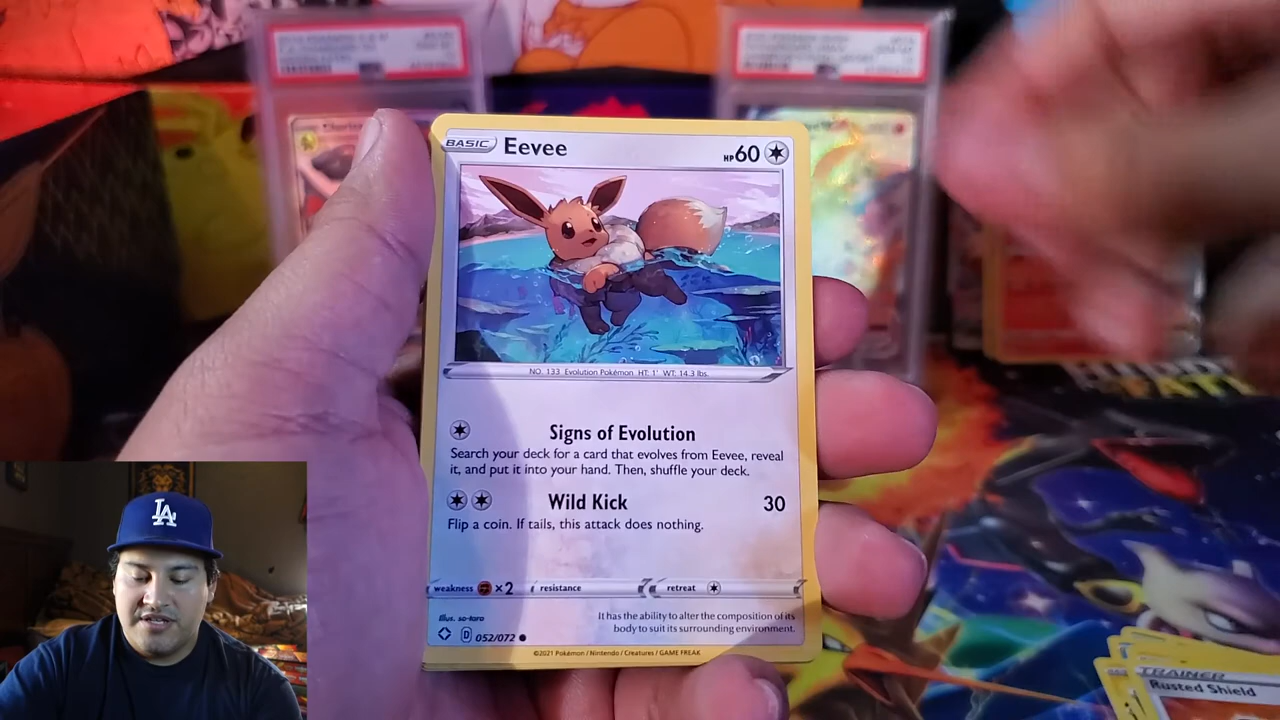 BASIC Eevee HP60
NO. 133 Evolution Pokémon HT: 1' WT: 14.3 lbs.
Signs of Evolution
Search your deck for a card that evolves from Eevee, reveal
it, and put it into your hand. Then, shuffle your deck.
Wild Kick 30
Flip a coin. If tails, this attack does nothing.
weakness ×2 resistance retreat
Illus. so-taro
It has the ability to alter the composition of its
body to suit its surrounding environment.
D 052/072
©2021 Pokémon / Nintendo / Creatures / GAME FREAK
LA
TRAINER
Rusted Shield